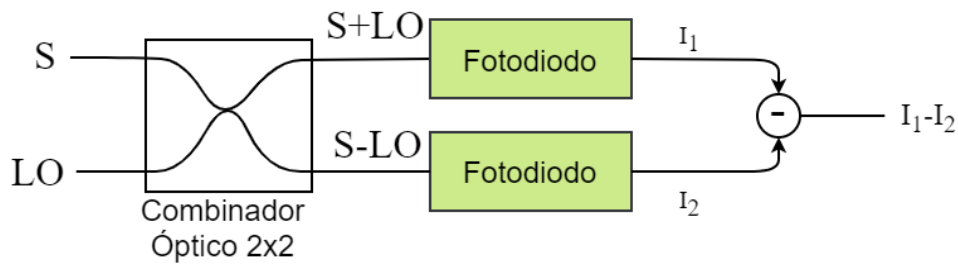 S
LO
Combinador
Óptico 2x2
S+LO
S-LO
Fotodiodo
Fotodiodo
I₁
I₂
-
I₁-I₂